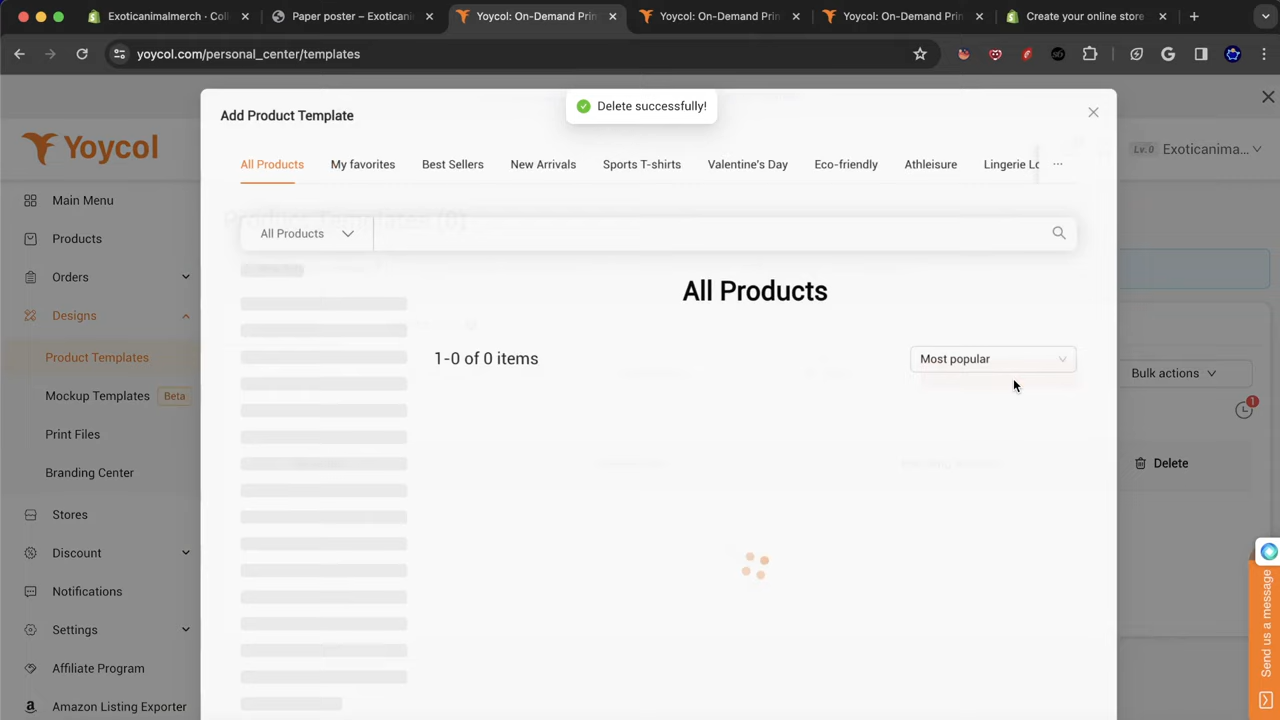 Exoticanimalmerch · Coll
Paper poster – Exoticani
Yoycol: On-Demand Prin
Yoycol: On-Demand Prin
Yoycol: On-Demand Prin
Create your online store
yoycol.com/personal_center/templates
Delete successfully!
Add Product Template
Yoycol
Lv.0 Exoticanima...
All Products My favorites Best Sellers New Arrivals Sports T-shirts Valentine's Day Eco-friendly Athleisure Lingerie Lo ...
Main Menu
Product Templates (0)
All Products
Products
Orders
All Products
Designs
1-0 of 0 items
Most popular
Product Templates
Bulk actions
Mockup Templates Beta
1
Print Files
Delete
Branding Center
Stores
Discount
Notifications
Settings
Send us a message
Affiliate Program
a Amazon Listing Exporter